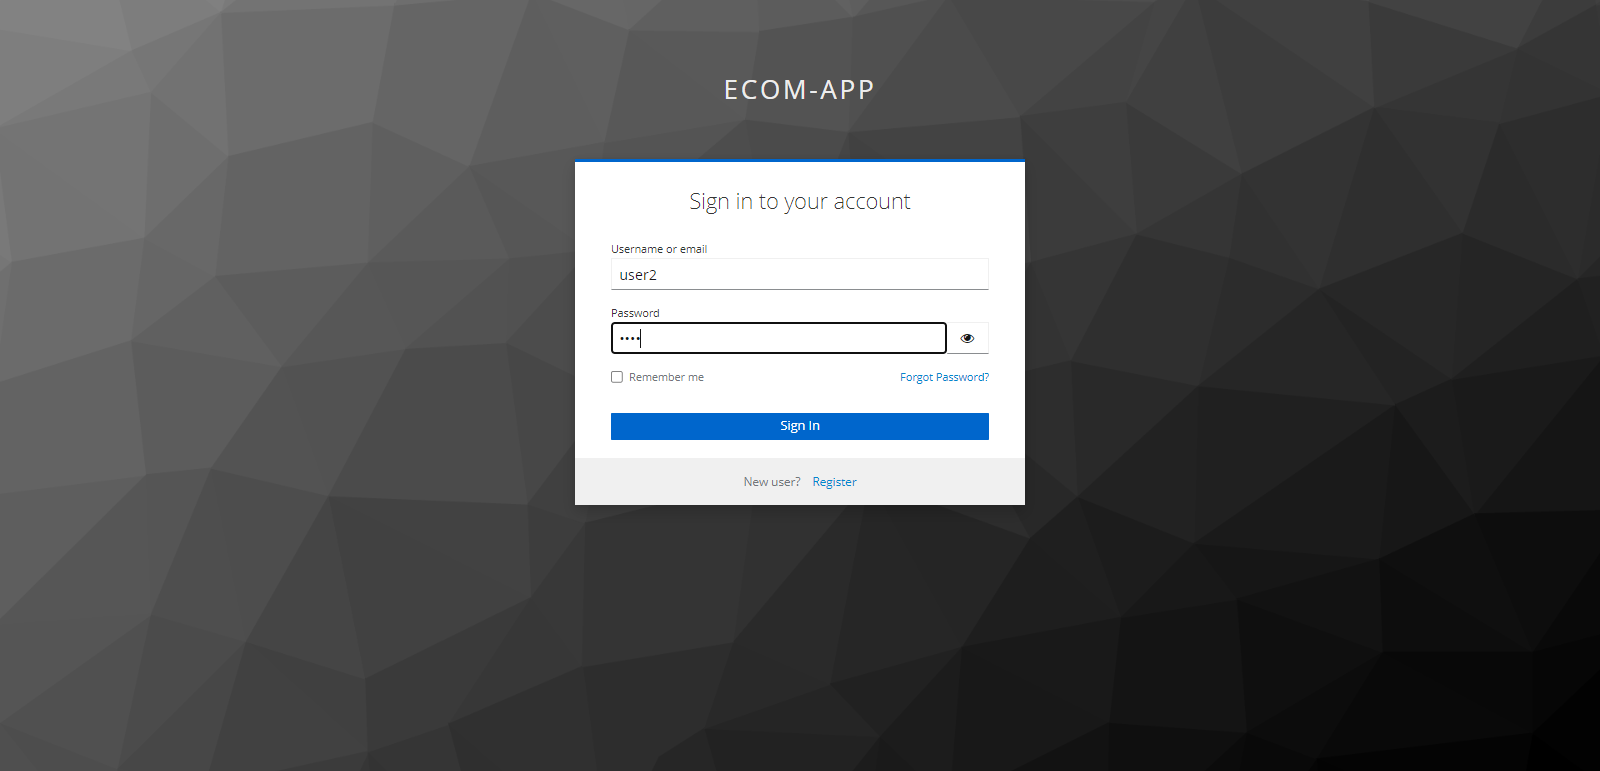 ECOM-APP
Sign in to your account
Username or email
user2
Password
••••
Remember me
Forgot Password?
Sign In
New user? Register